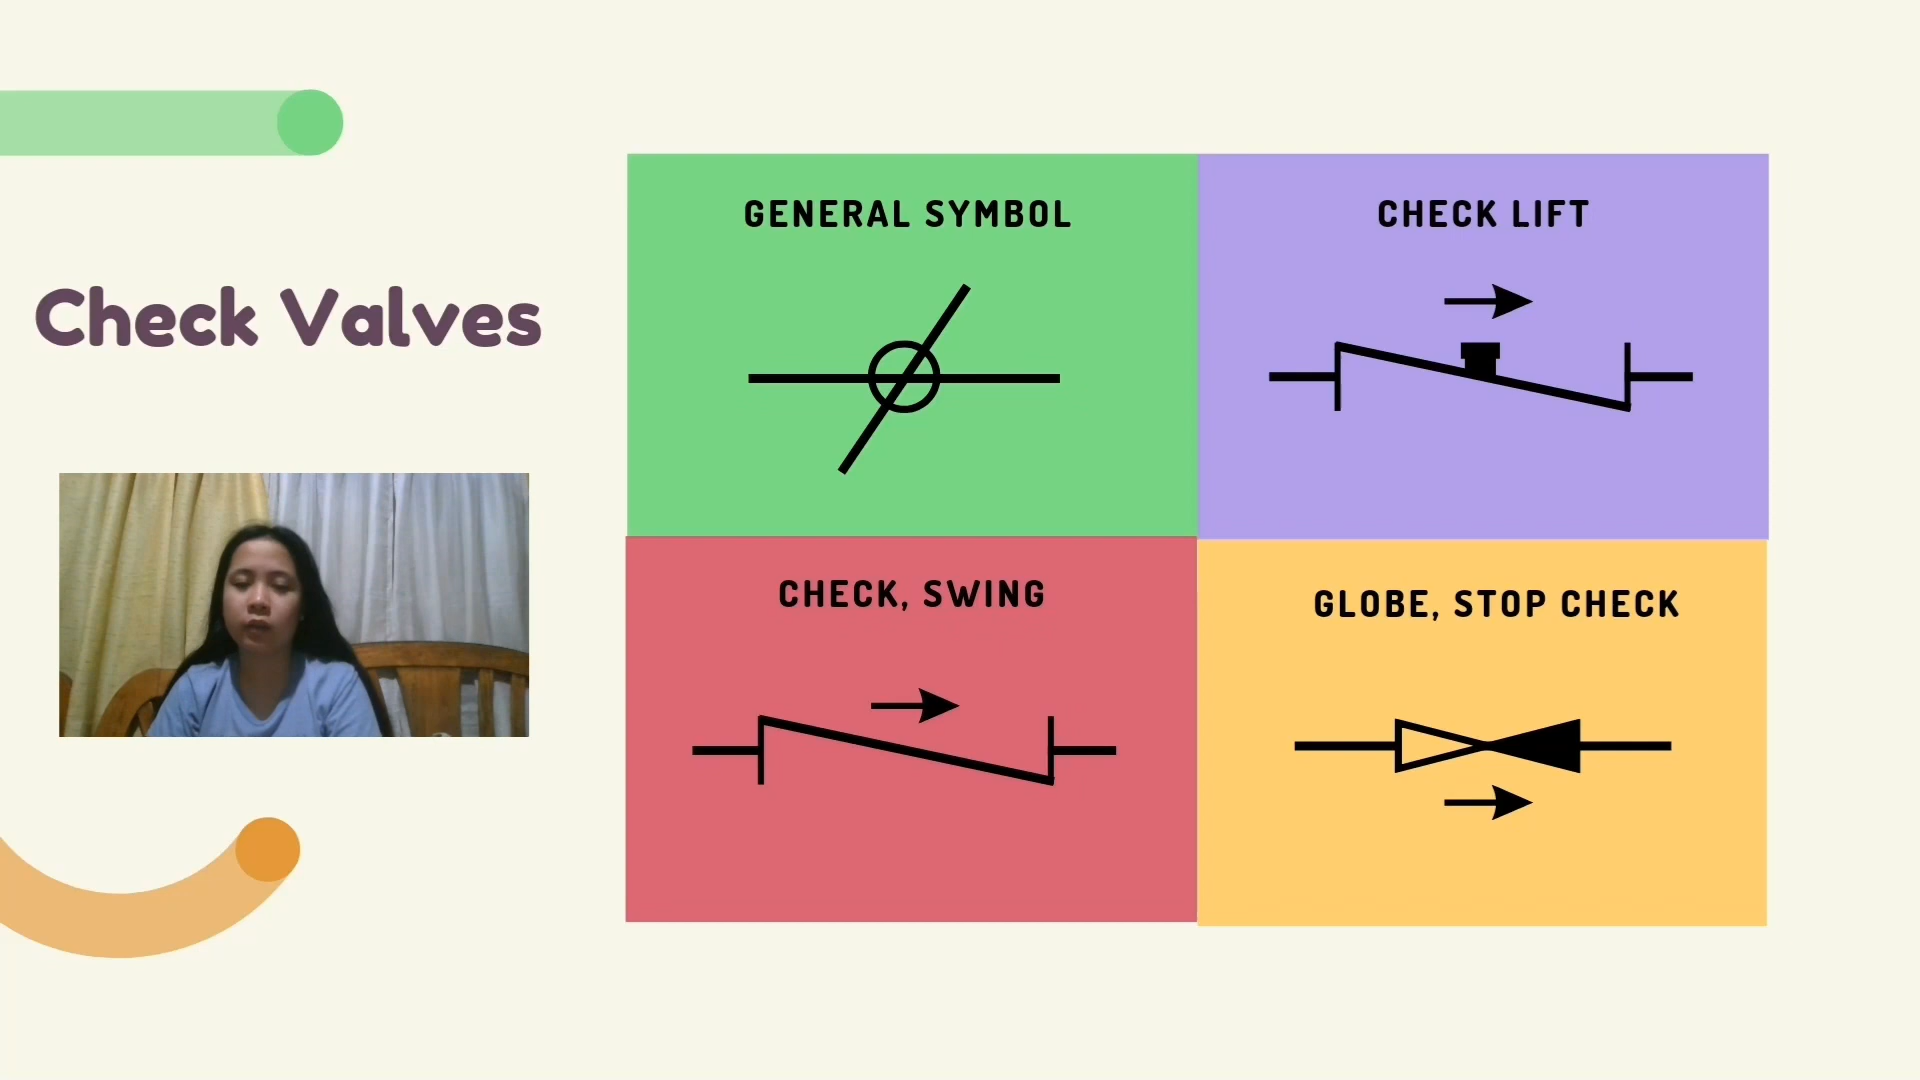 Check Valves
GENERAL SYMBOL
CHECK LIFT
CHECK, SWING
GLOBE, STOP CHECK